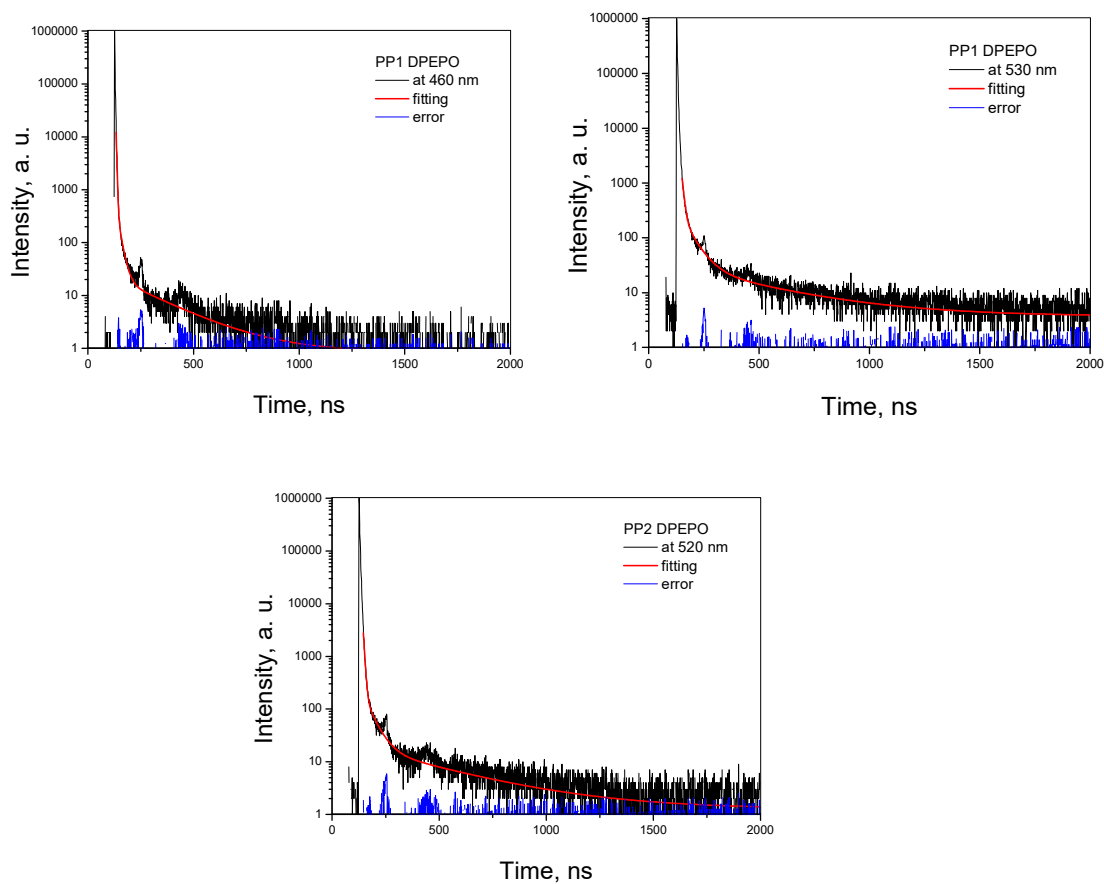 PP1 DPEPO
at 460 nm
fitting
error
1000000
100000
10000
1000
100
10
1
0
500
1000
1500
2000
Intensity, a. u.
Time, ns
PP1 DPEPO
at 530 nm
fitting
error
1000000
100000
10000
1000
100
10
1
0
500
1000
1500
2000
Intensity, a. u.
Time, ns
PP2 DPEPO
at 520 nm
fitting
error
1000000
100000
10000
1000
100
10
1
0
500
1000
1500
2000
Intensity, a. u.
Time, ns